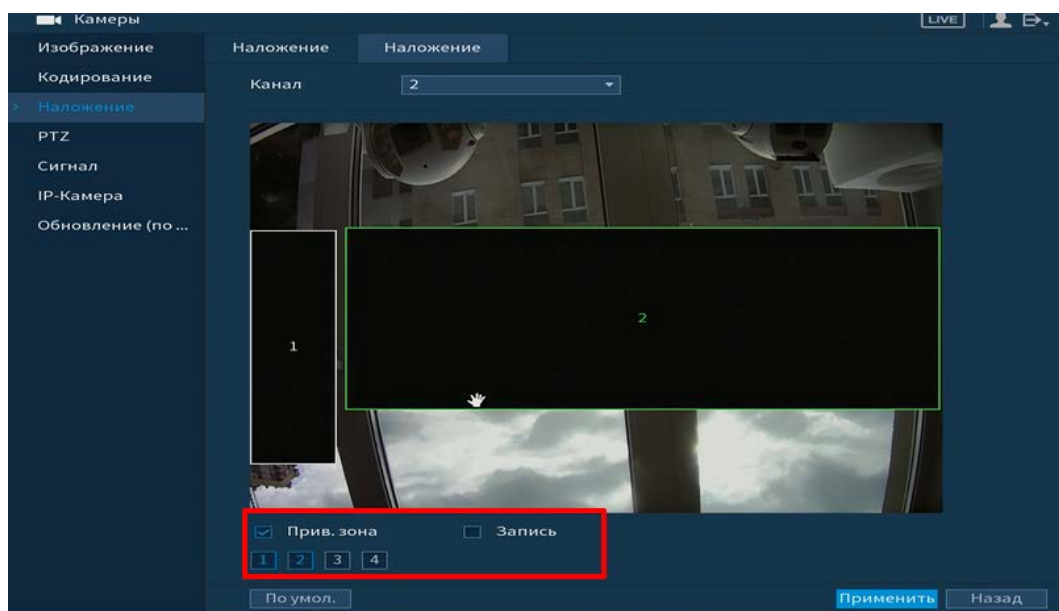 Камеры
LIVE
Изображение
Кодирование
Наложение
PTZ
Сигнал
IP-Камера
Обновление (по ...
Наложение Наложение
Канал 2
1
2
Прив. зона Запись
1 2 3 4
По умол. Применить Назад